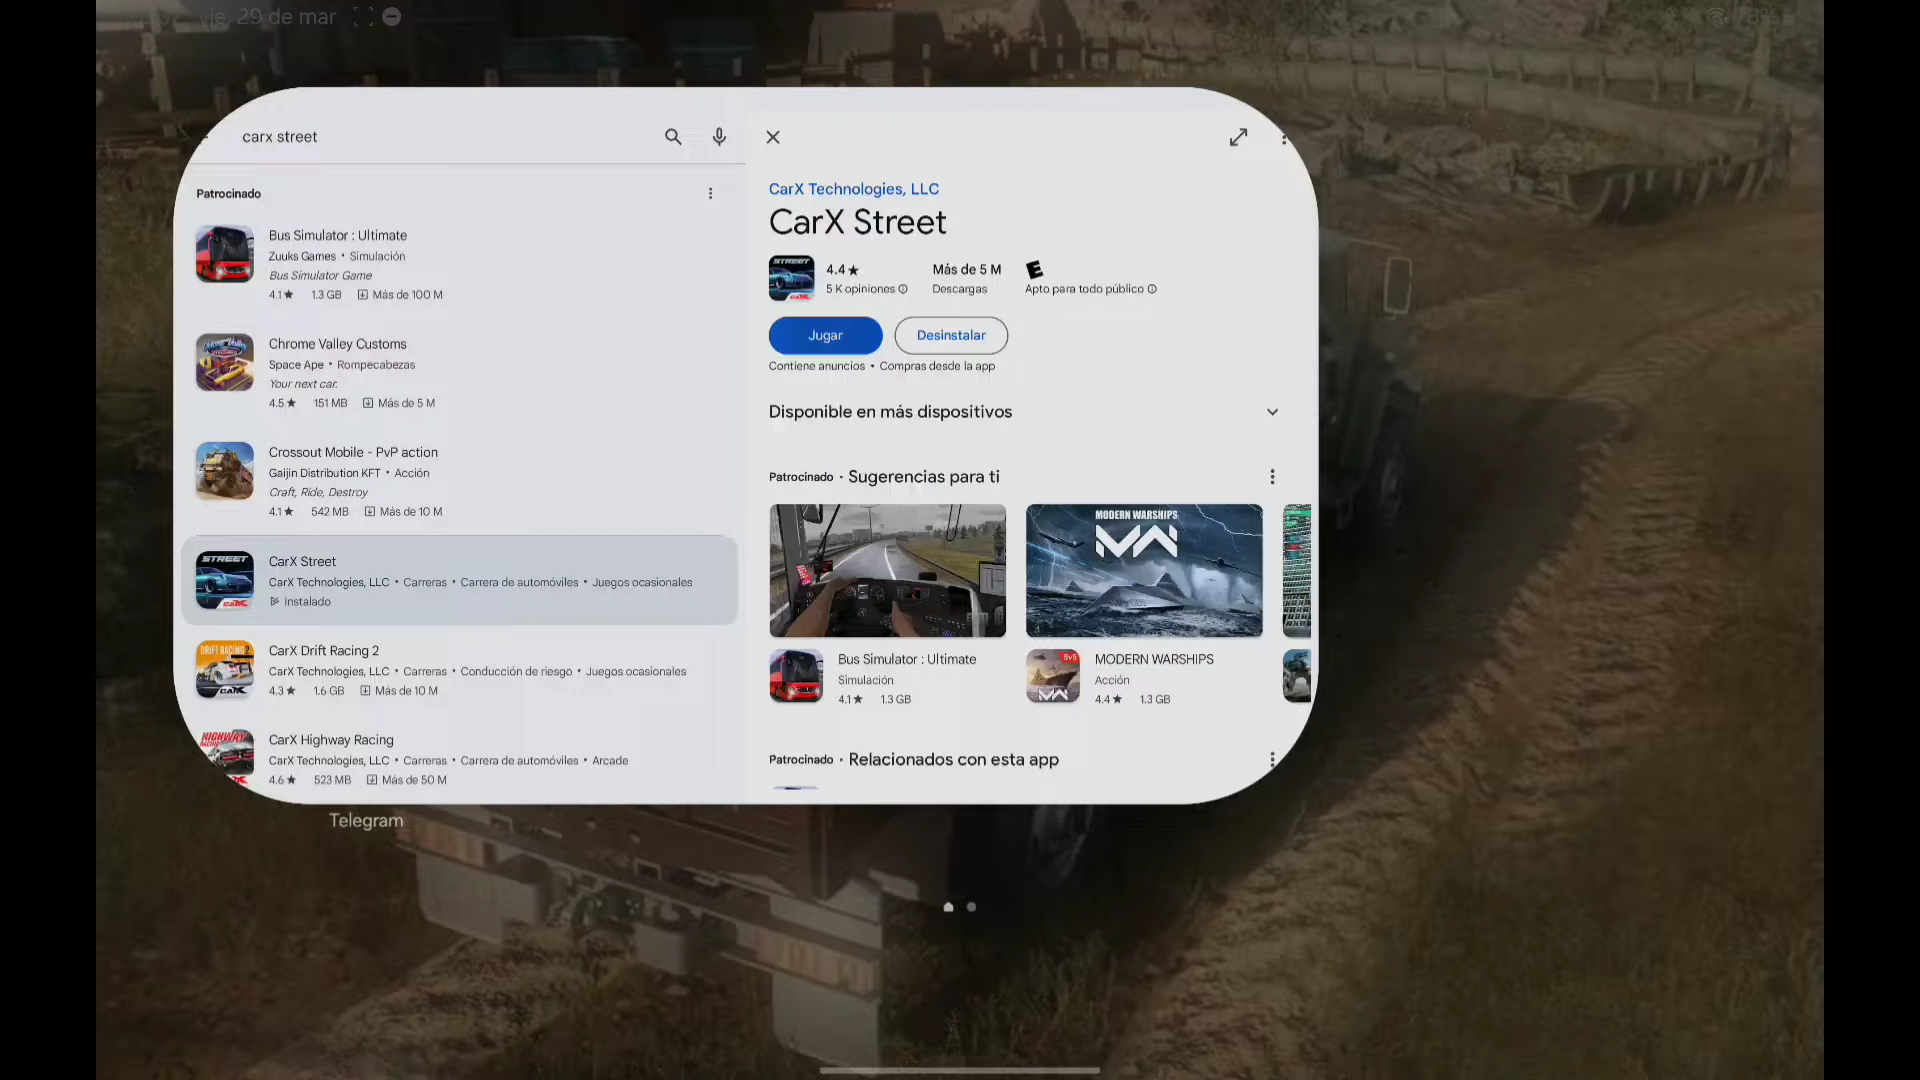 vie, 29 de mar
carx street
Patrocinado
Bus Simulator : Ultimate
Zuuks Games • Simulación
Bus Simulator Game
4.1★ 1.3 GB Más de 100 M
Chrome Valley Customs
Space Ape • Rompecabezas
Your next car.
4.5★ 151 MB Más de 5 M
Crossout Mobile - PvP action
Gaijin Distribution KFT • Acción
Craft, Ride, Destroy
4.1★ 542 MB Más de 10 M
STREET
CarX Street
CarX Technologies, LLC • Carreras • Carrera de automóviles • Juegos ocasionales
Instalado
DRIFT RACING 2
CarX Drift Racing 2
CarX Technologies, LLC • Carreras • Conducción de riesgo • Juegos ocasionales
4.3★ 1.6 GB Más de 10 M
HIGHWAY
CarX Highway Racing
CarX Technologies, LLC • Carreras • Carrera de automóviles • Arcade
4.6★ 523 MB Más de 50 M
CarX Technologies, LLC
CarX Street
STREET
4.4★
5 K opiniones
Más de 5 M
Descargas
E
Apto para todo público
Jugar
Desinstalar
Contiene anuncios • Compras desde la app
Disponible en más dispositivos
Patrocinado · Sugerencias para ti
MODERN WARSHIPS
Bus Simulator : Ultimate
Simulación
4.1★ 1.3 GB
5v5
MODERN WARSHIPS
Acción
4.4★ 1.3 GB
Patrocinado · Relacionados con esta app
Telegram